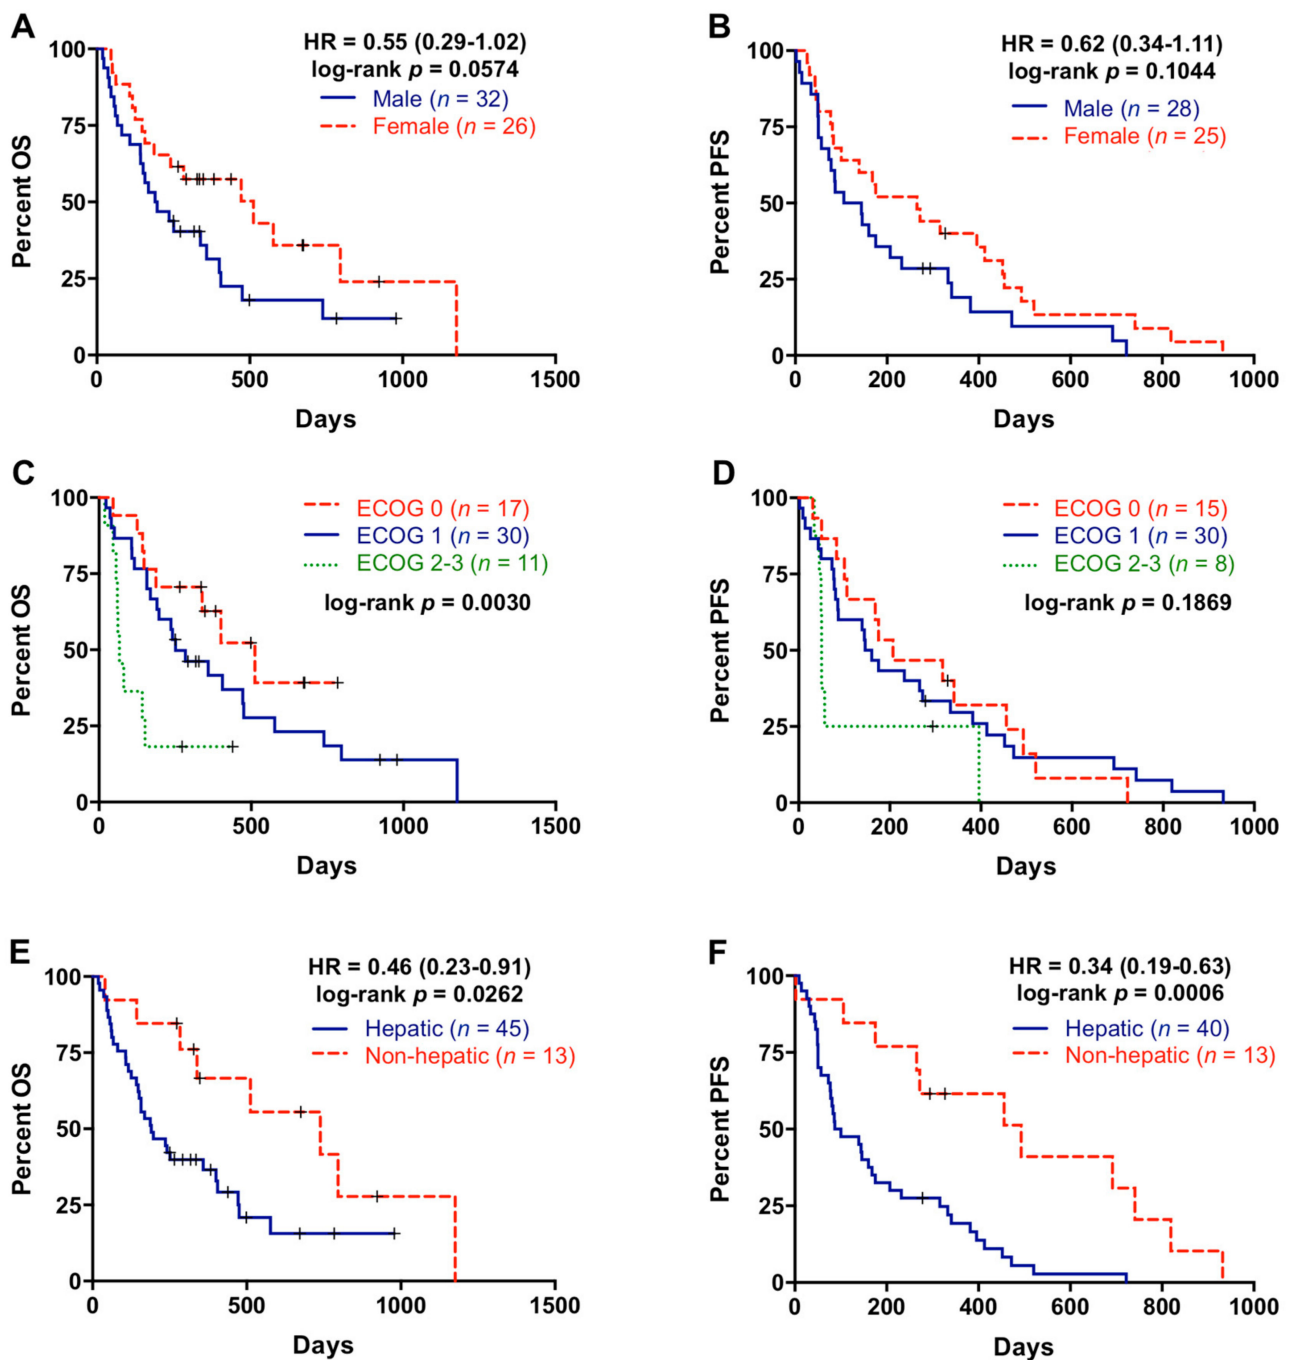 A
HR = 0.55 (0.29-1.02)
log-rank p = 0.0574
Male (n = 32)
Female (n = 26)
Percent OS
100
75
50
25
0
0 500 1000 1500
Days
B
HR = 0.62 (0.34-1.11)
log-rank p = 0.1044
Male (n = 28)
Female (n = 25)
Percent PFS
100
75
50
25
0
0 200 400 600 800 1000
Days
C
ECOG 0 (n = 17)
ECOG 1 (n = 30)
ECOG 2-3 (n = 11)
log-rank p = 0.0030
Percent OS
100
75
50
25
0
0 500 1000 1500
Days
D
ECOG 0 (n = 15)
ECOG 1 (n = 30)
ECOG 2-3 (n = 8)
log-rank p = 0.1869
Percent PFS
100
75
50
25
0
0 200 400 600 800 1000
Days
E
HR = 0.46 (0.23-0.91)
log-rank p = 0.0262
Hepatic (n = 45)
Non-hepatic (n = 13)
Percent OS
100
75
50
25
0
0 500 1000 1500
Days
F
HR = 0.34 (0.19-0.63)
log-rank p = 0.0006
Hepatic (n = 40)
Non-hepatic (n = 13)
Percent PFS
100
75
50
25
0
0 200 400 600 800 1000
Days